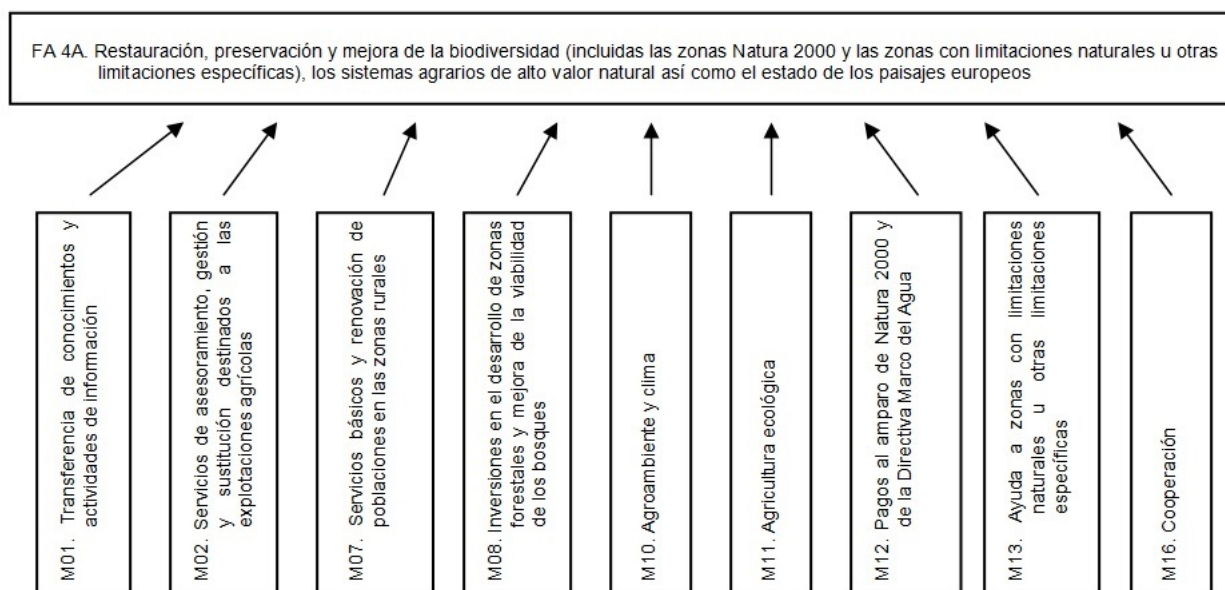 FA 4A. Restauración, preservación y mejora de la biodiversidad (incluidas las zonas Natura 2000 y las zonas con limitaciones naturales u otras
limitaciones específicas), los sistemas agrarios de alto valor natural así como el estado de los paisajes europeos
M01. Transferencia de conocimientos y
actividades de información
M02. Servicios de asesoramiento, gestión
y sustitución destinados a las
explotaciones agrícolas
M07. Servicios básicos y renovación de
poblaciones en las zonas rurales
M08. Inversiones en el desarrollo de zonas
forestales y mejora de la viabilidad
de los bosques
M10. Agroambiente y clima
M11. Agricultura ecológica
M12. Pagos al amparo de Natura 2000 y
de la Directiva Marco del Agua
M13. Ayuda a zonas con limitaciones
naturales u otras limitaciones
específicas
M16. Cooperación